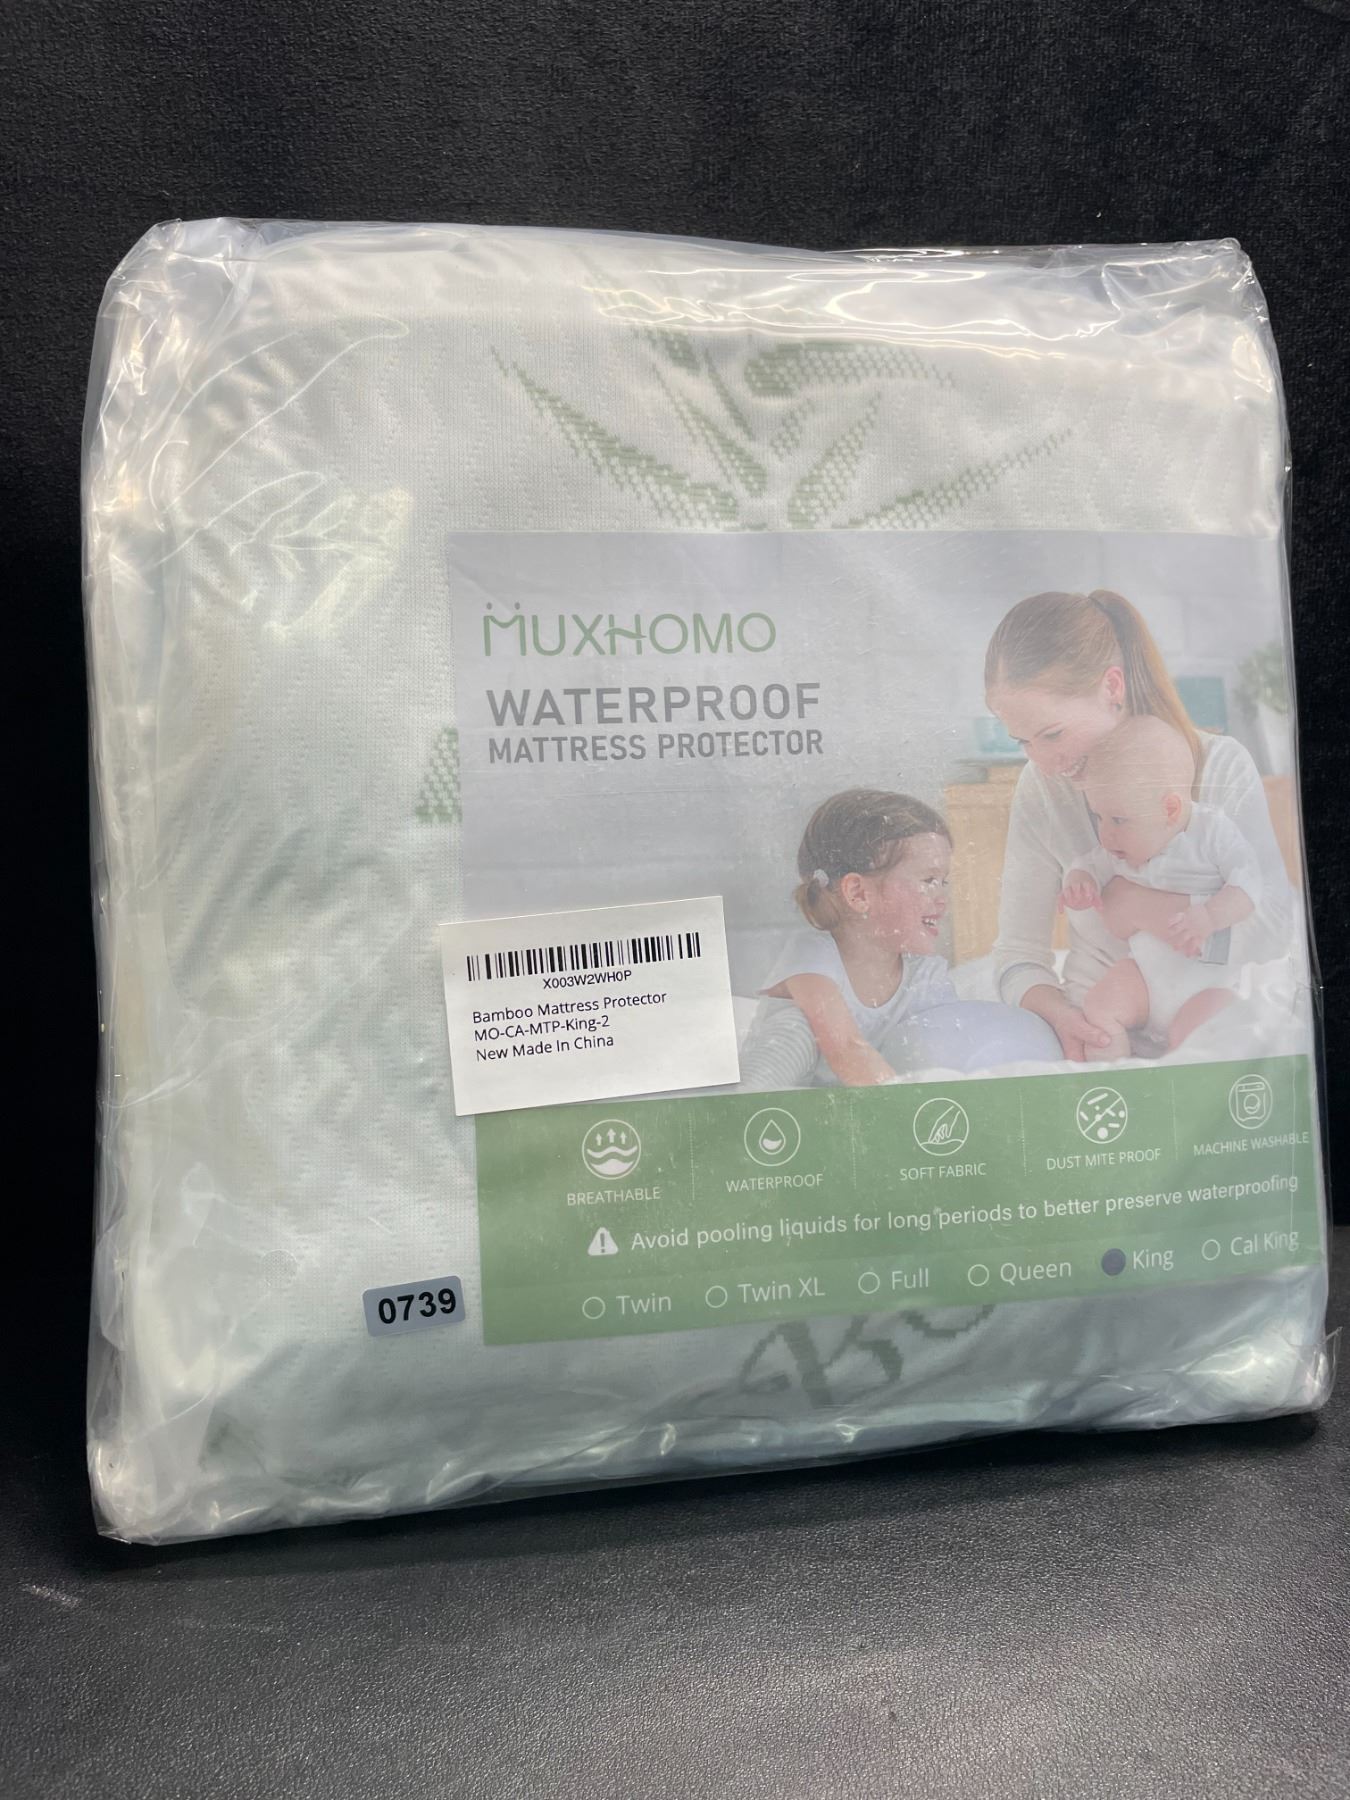 MUXHOMO
WATERPROOF
MATTRESS PROTECTOR
X003W2WH0P
Bamboo Mattress Protector
MO-CA-MTP-King-2
New Made In China
BREATHABLE
WATERPROOF
SOFT FABRIC
DUST MITE PROOF
MACHINE WASHABLE
Avoid pooling liquids for long periods to better preserve waterproofing
Twin
Twin XL
Full
Queen
King
Cal King
0739